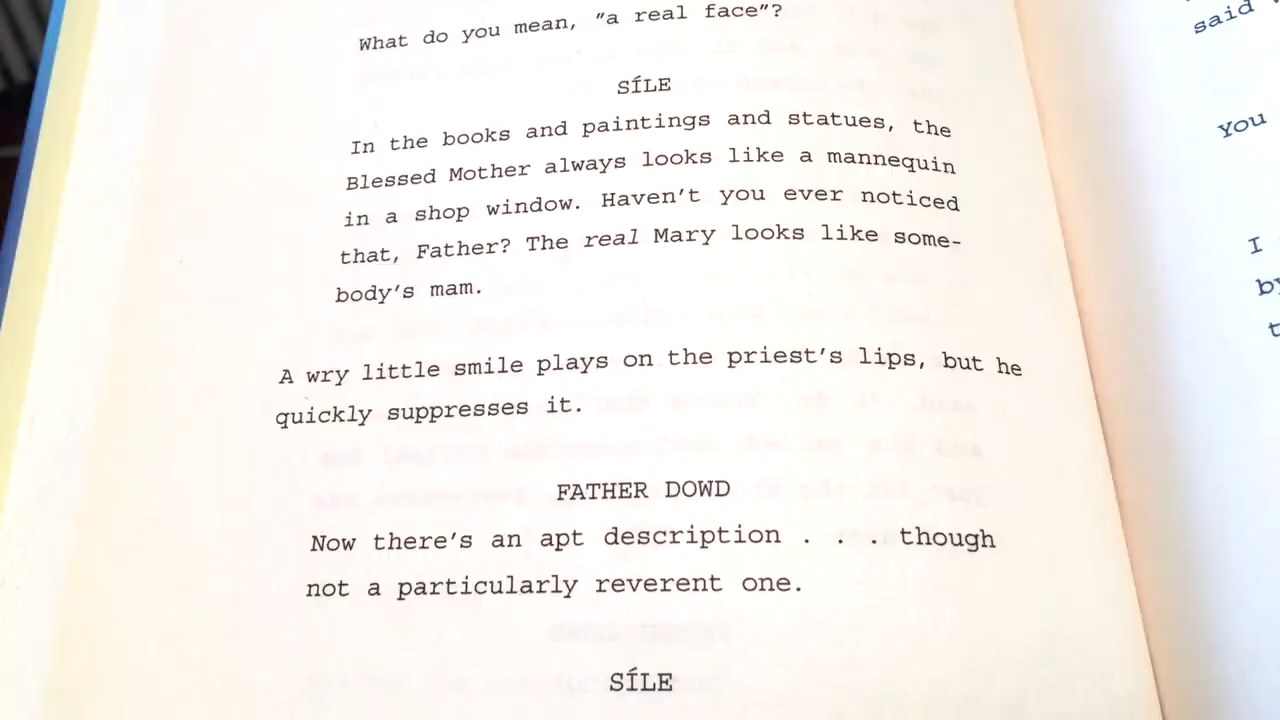 What do you mean, "a real face"?
SÍLE
In the books and paintings and statues, the
Blessed Mother always looks like a mannequin
in a shop window. Haven't you ever noticed
that, Father? The real Mary looks like some-
body's mam.
A wry little smile plays on the priest's lips, but he
quickly suppresses it.
FATHER DOWD
Now there's an apt description . . . though
not a particularly reverent one.
SÍLE
said
You
I
by